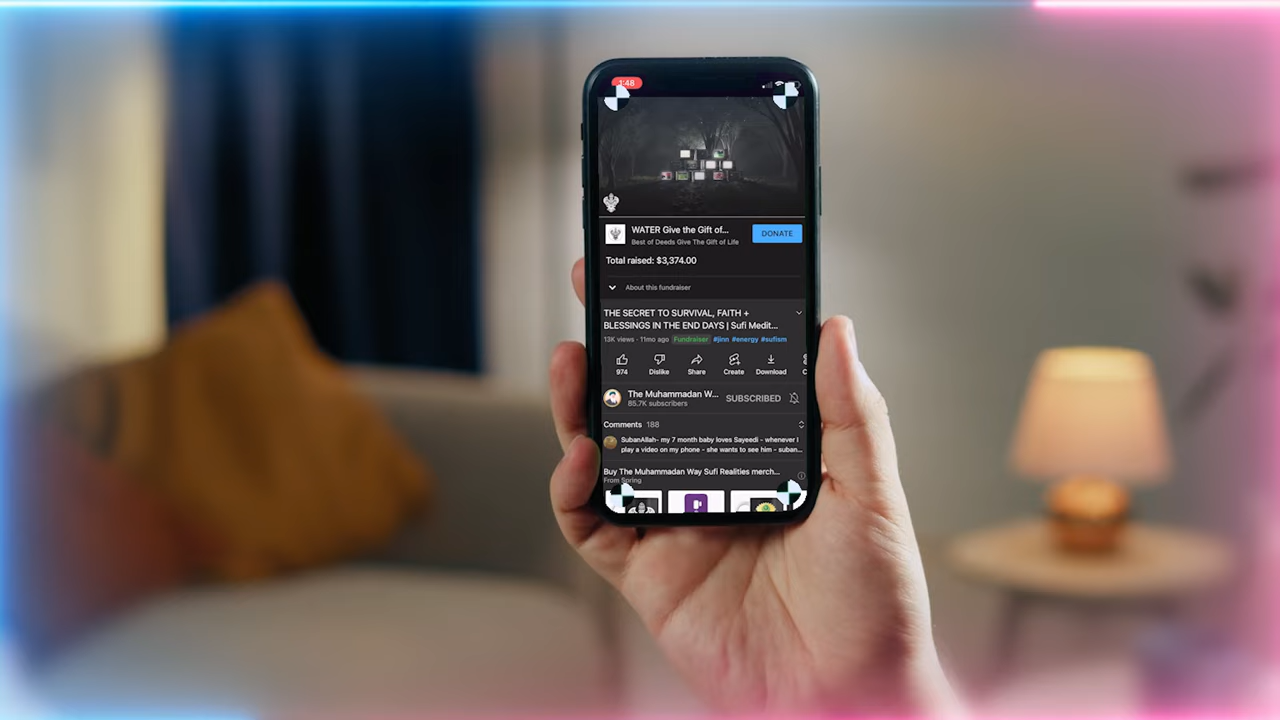 1:48
WATER Give the Gift of...
Best of Deeds Give The Gift of Life
DONATE
Total raised: $3,374.00
About this fundraiser
THE SECRET TO SURVIVAL, FAITH +
BLESSINGS IN THE END DAYS | Sufi Medit...
13K views · 11mo ago Fundraiser #jinn #energy #sufism
974 Dislike Share Create Download
The Muhammadan W...
85.7K subscribers
SUBSCRIBED
Comments 188
SubanAllah- my 7 month baby loves Sayeedi - whenever I
play a video on my phone - she wants to see him - suban...
Buy The Muhammadan Way Sufi Realities merch...
From Spring